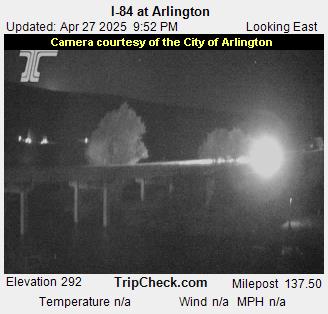 I-84 at Arlington
Updated: Apr 27 2025 9:52 PM Looking East
Camera courtesy of the City of Arlington
Elevation 292 TripCheck.com Milepost 137.50
Temperature n/a Wind n/a MPH n/a